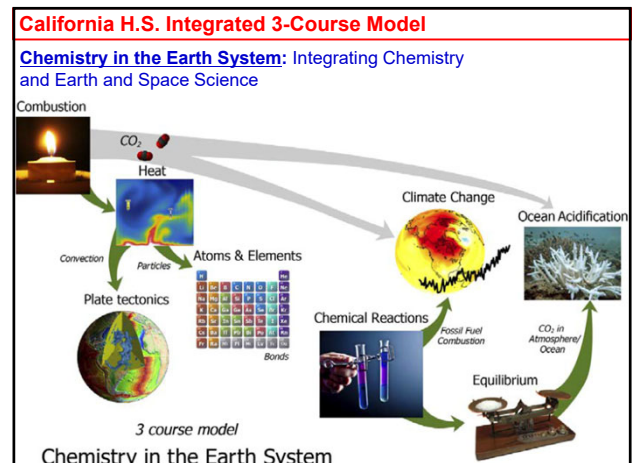 California H.S. Integrated 3-Course Model
Chemistry in the Earth System: Integrating Chemistry
and Earth and Space Science
Combustion
CO2
Heat
Climate Change
Ocean Acidification
Convection
Particles
Atoms & Elements
Plate tectonics
Bonds
Chemical Reactions
Fossil Fuel
Combustion
CO2 in
Atmosphere/
Ocean
Equilibrium
3 course model
Chemistry in the Earth System